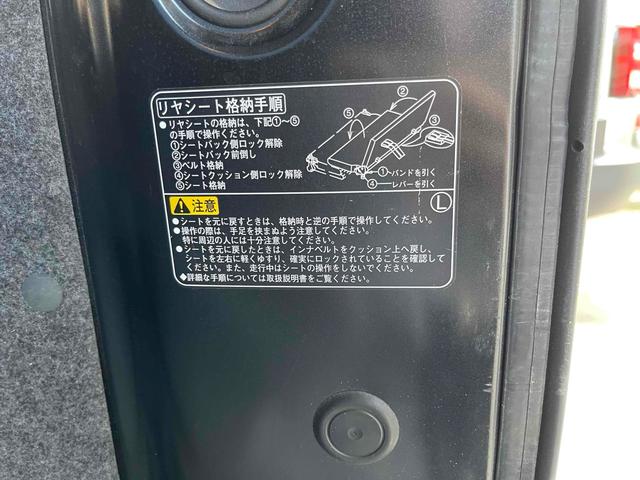 リヤシート格納手順
●リヤシートの格納は、下記①〜⑤
の手順で操作ください。
①シートバック側ロック解除
②シートバック前倒し
③ベルト格納
④シートクッション側ロック解除
⑤シート格納
②
⑤
③
①バンドを引く
④レバーを引く
⚠注意
Ⓛ
●シートを元に戻すときは、格納時と逆の手順で操作してください。
●操作の際は、手足を挟まぬよう注意してください。
特に周辺の人には十分注意してください。
●シートを元に戻したときは、インナベルトをクッション上へ戻し、
シートを左右に軽くゆすり、確実にロックされていることを確認して
ください。また、走行中はシートの操作をしないでください。
◆詳細な手順については取扱説明書をご覧ください。